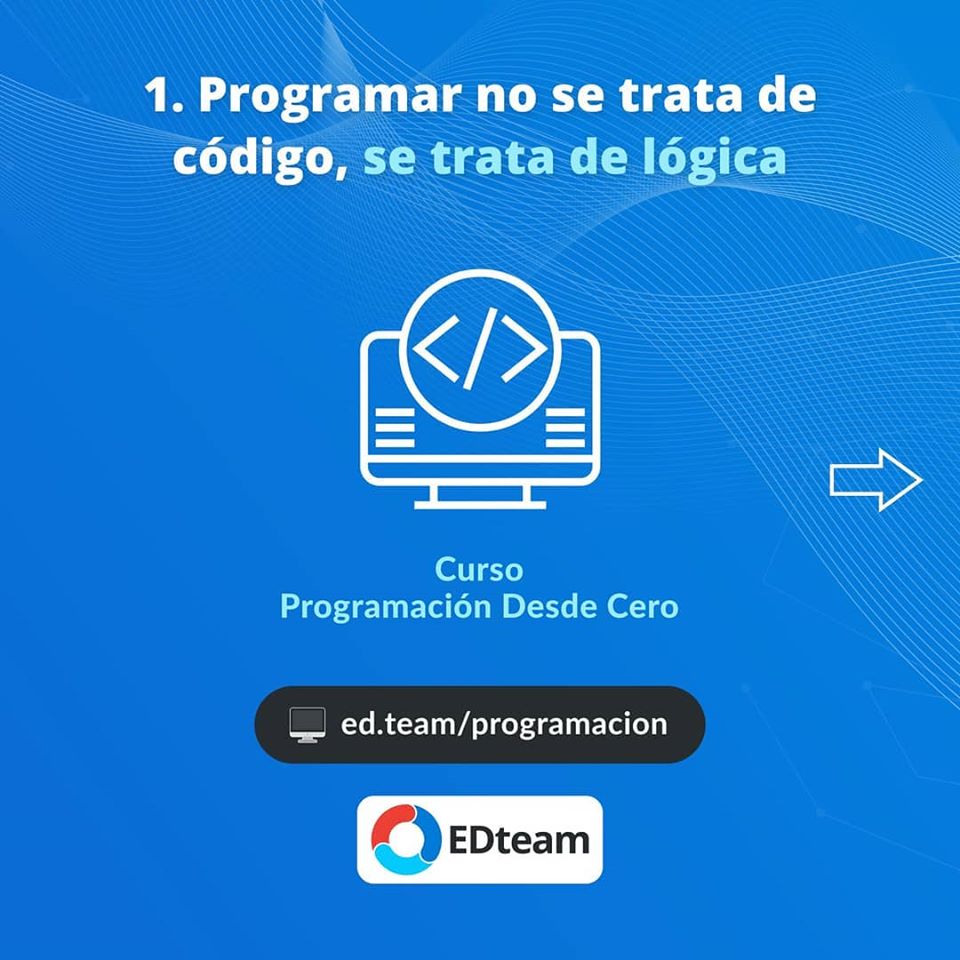 1. Programar no se trata de
código, se trata de lógica
</>
Curso
Programación Desde Cero
ed.team/programacion
EDteam